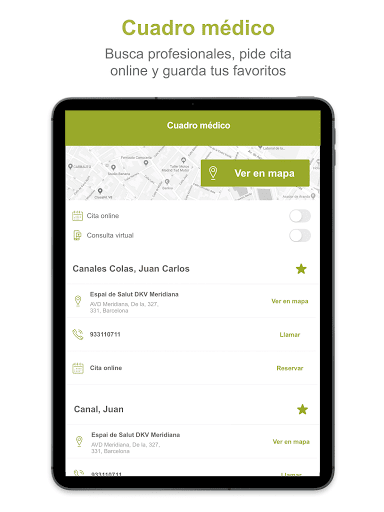 Cuadro médico
Busca profesionales, pide cita
online y guarda tus favoritos
Cuadro médico
Ver en mapa
Cita online
Consulta virtual
Canales Colas, Juan Carlos
Espai de Salut DKV Meridiana
AVD Meridiana, De la, 327,
331, Barcelona
Ver en mapa
933110711
Llamar
Cita online
Reservar
Canal, Juan
Espai de Salut DKV Meridiana
AVD Meridiana, De la, 327,
331, Barcelona
Ver en mapa
933110711
Llamar